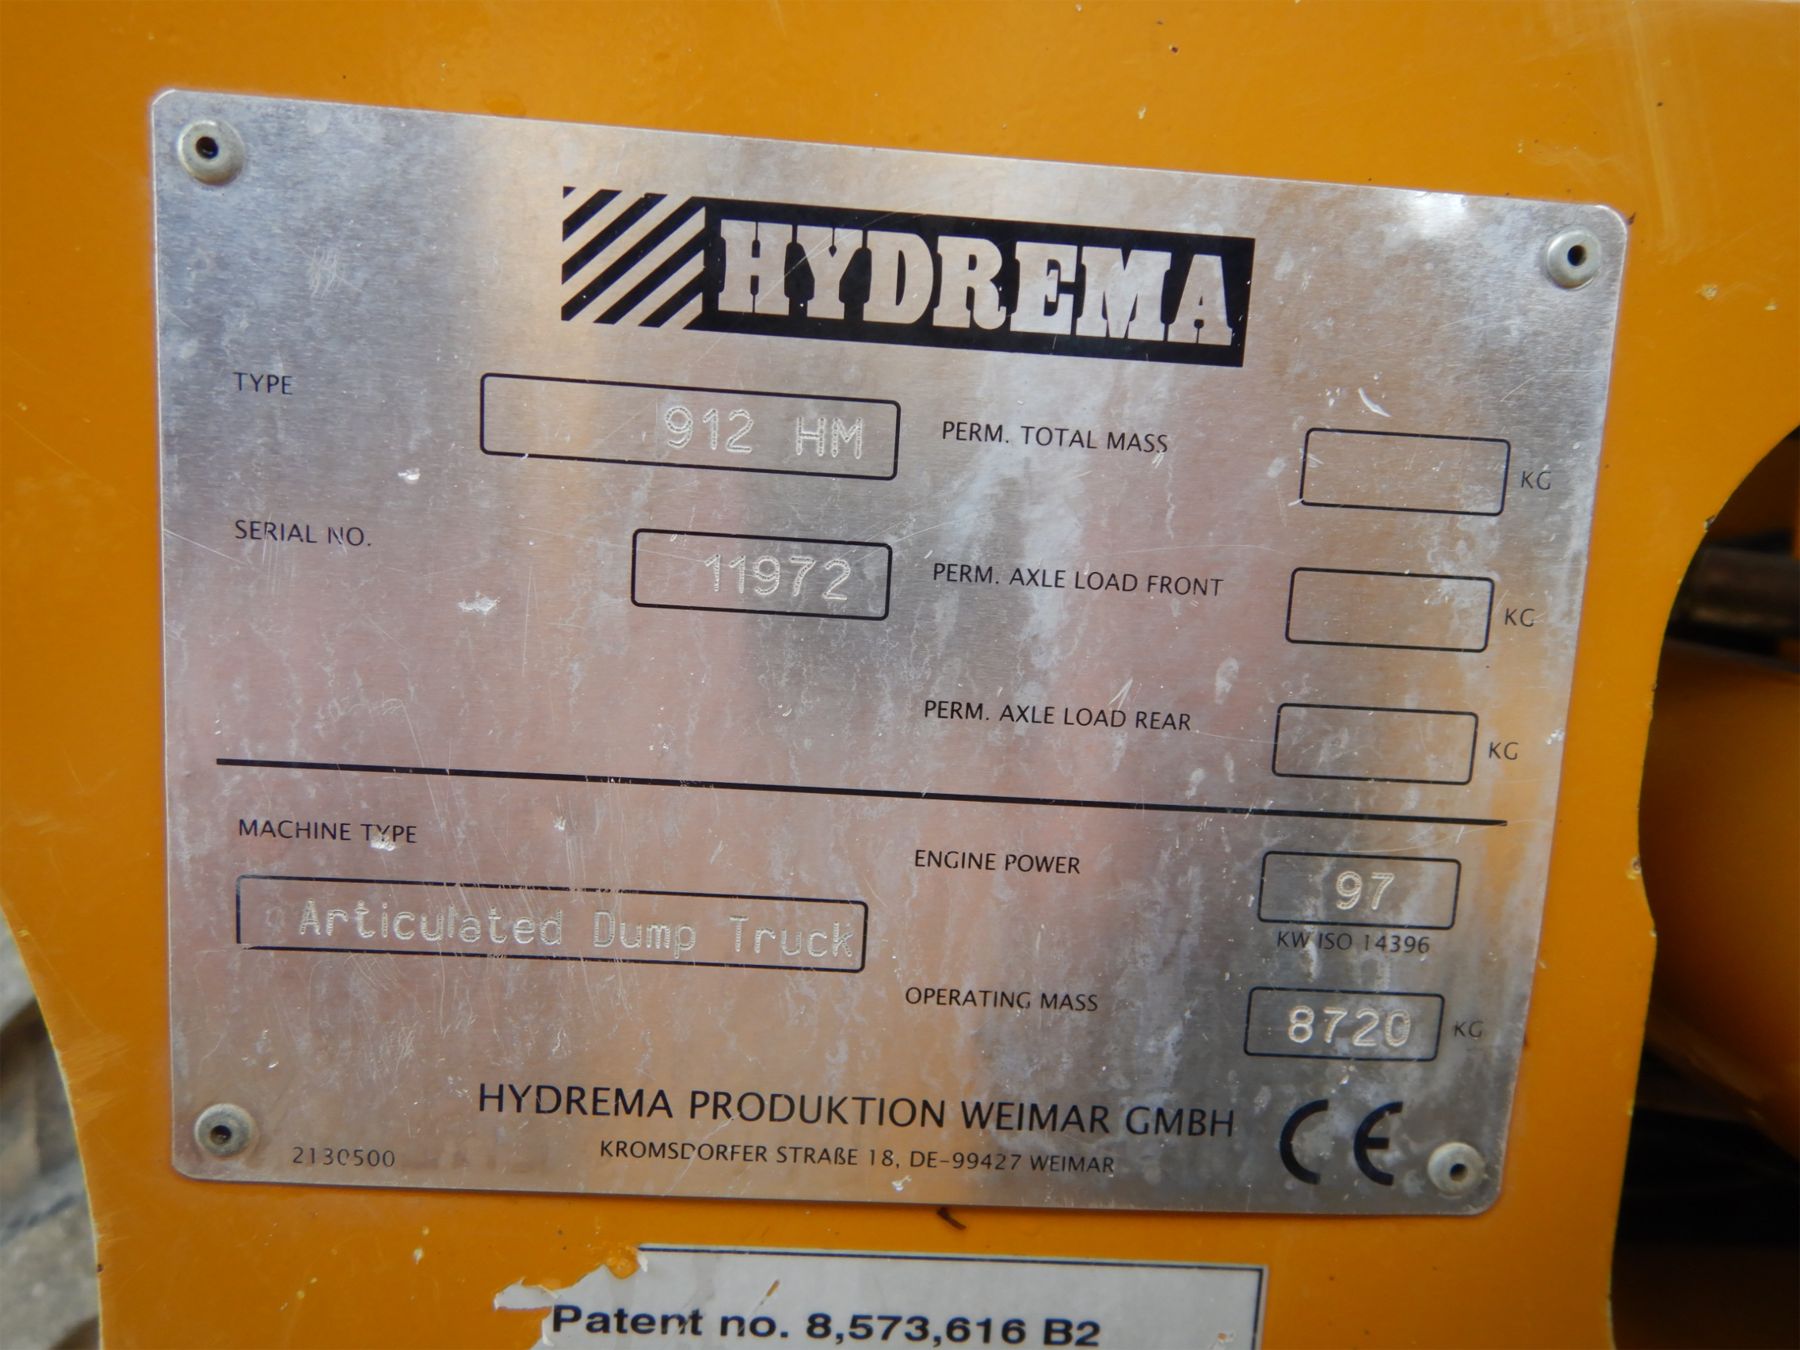 HYDREMA
TYPE 912 HM PERM. TOTAL MASS KG
SERIAL NO. 11972 PERM. AXLE LOAD FRONT KG
PERM. AXLE LOAD REAR KG
MACHINE TYPE ENGINE POWER 97
KW ISO 14396
Articulated Dump Truck
OPERATING MASS 8720 KG
HYDREMA PRODUKTION WEIMAR GMBH CE
2130500 KROMSDORFER STRAßE 18, DE-99427 WEIMAR
Patent no. 8,573,616 B2